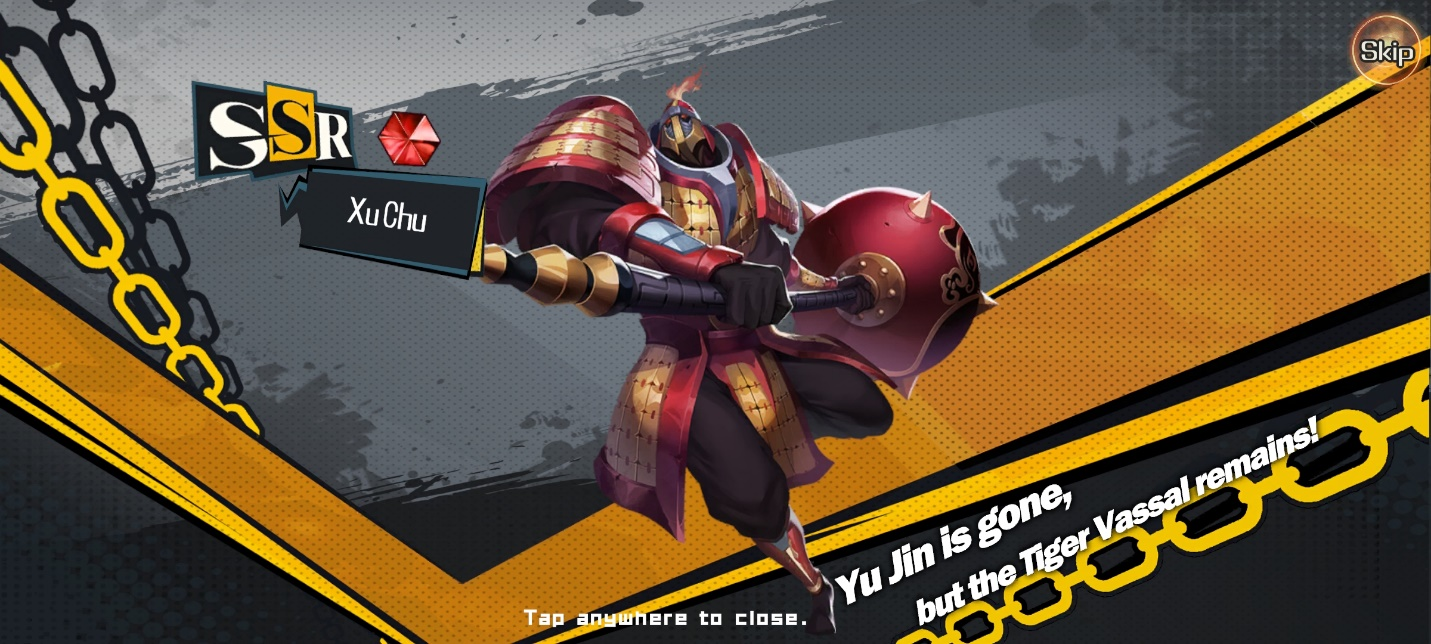 Skip
SSR
Xu Chu
Yu Jin is gone,
but the Tiger Vassal remains!
Tap anywhere to close.